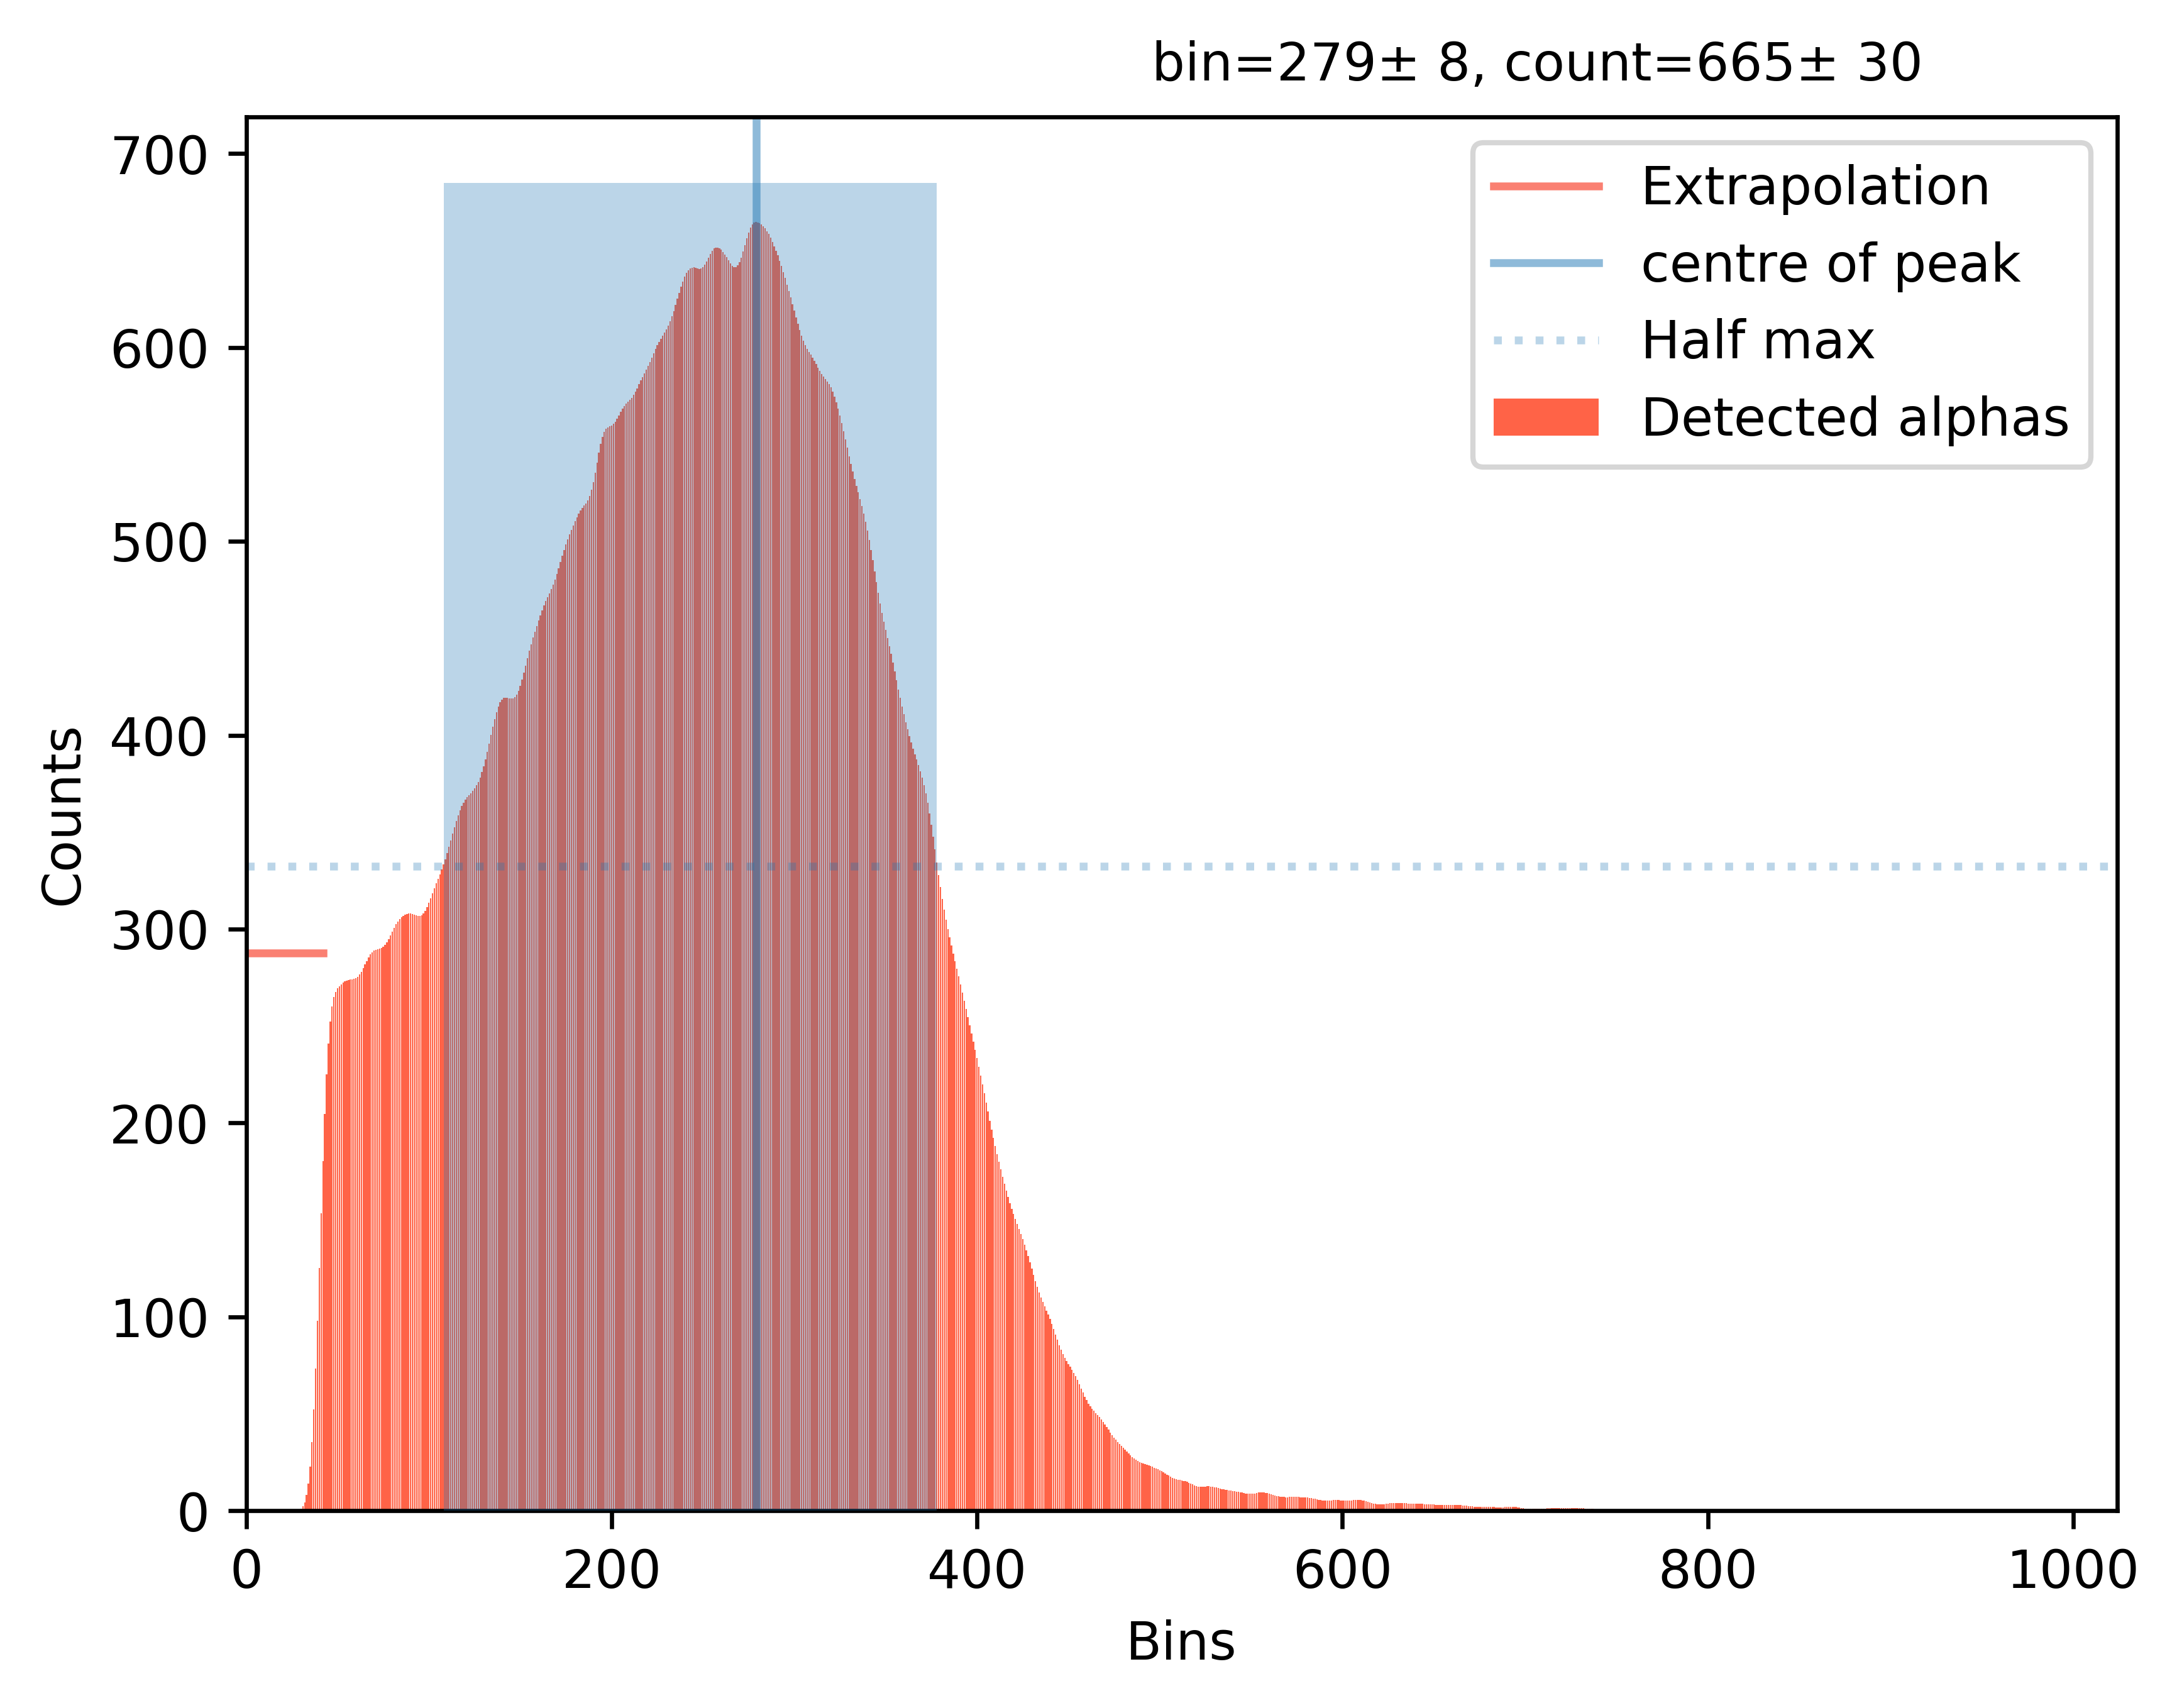 bin=279± 8, count=665± 30
700
600
500
400
300
200
100
0
Counts
Extrapolation
centre of peak
Half max
Detected alphas
0 200 400 600 800 1000
Bins